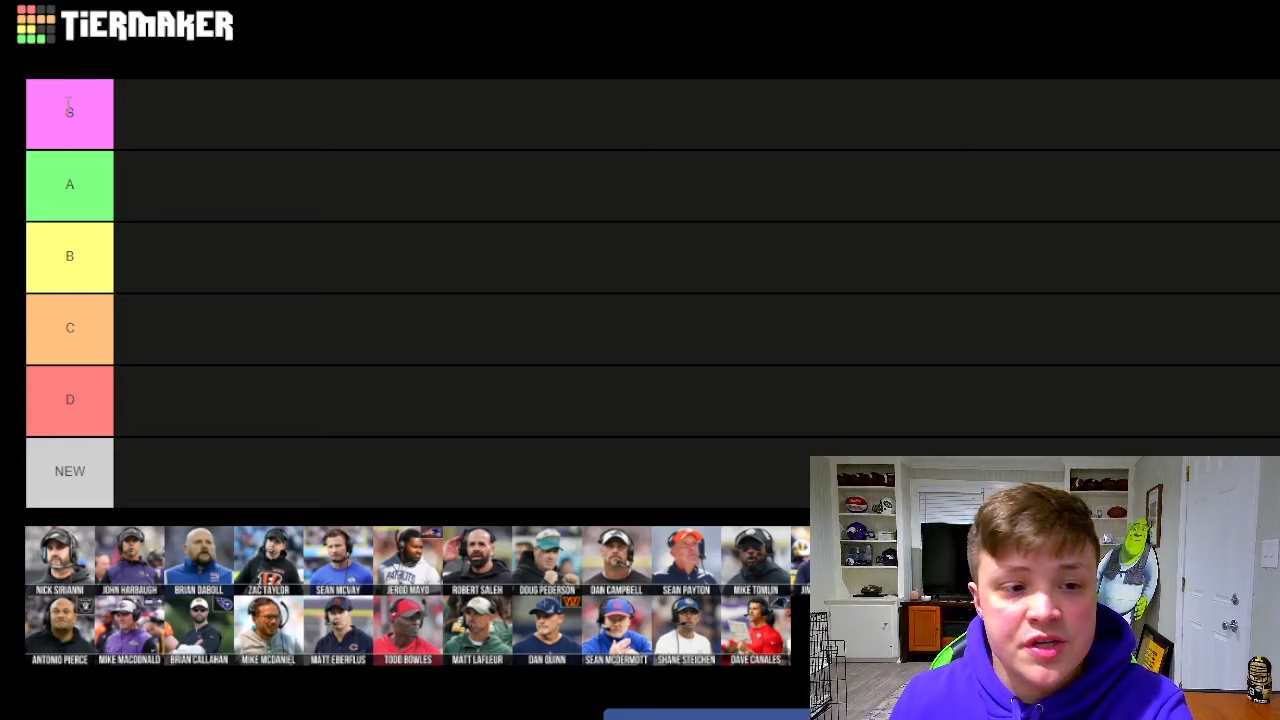 TIERMAKER
S
A
B
C
D
NEW
NICK SIRIANNI JOHN HARBAUGH BRIAN DABOLL ZAC TAYLOR SEAN MCVAY JEROD MAYO ROBERT SALEH DOUG PEDERSON DAN CAMPBELL SEAN PAYTON MIKE TOMLIN
ANTONIO PIERCE MIKE MACDONALD BRIAN CALLAHAN MIKE MCDANIEL MATT EBERFLUS TODD BOWLES MATT LAFLEUR DAN QUINN SEAN MCDERMOTT SHANE STEICHEN DAVE CANALES